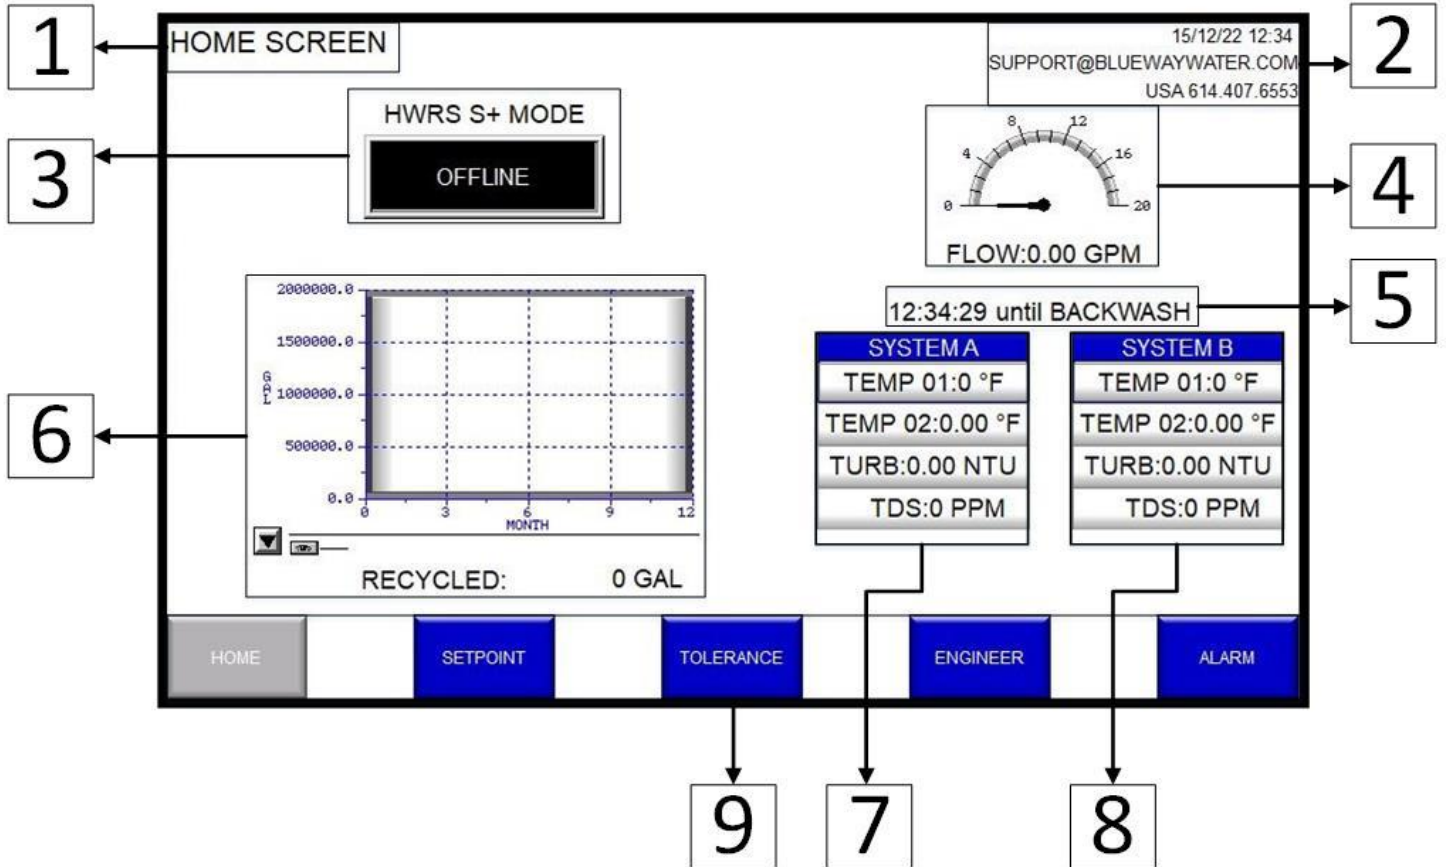 1
HOME SCREEN
15/12/22 12:34
SUPPORT@BLUEWAYWATER.COM
USA 614.407.6553
2
3
HWRS S+ MODE
OFFLINE
0
4
8
12
16
20
FLOW:0.00 GPM
4
12:34:29 until BACKWASH
5
6
2000000.0
1500000.0
1000000.0
500000.0
0.0
GAL
0 3 6 9 12
MONTH
RECYCLED: 0 GAL
SYSTEM A
TEMP 01:0 °F
TEMP 02:0.00 °F
TURB:0.00 NTU
TDS:0 PPM
SYSTEM B
TEMP 01:0 °F
TEMP 02:0.00 °F
TURB:0.00 NTU
TDS:0 PPM
HOME SETPOINT TOLERANCE ENGINEER ALARM
9 7 8